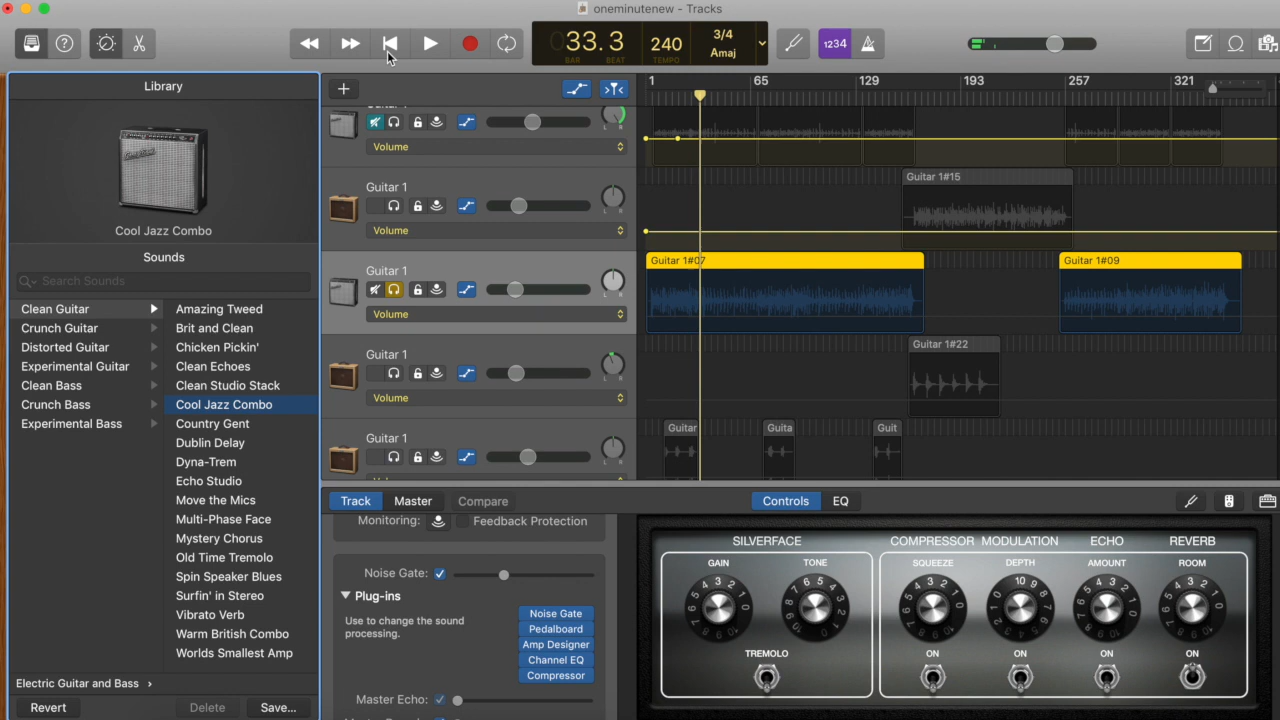 oneminutenew - Tracks
33.3
BAR BEAT
240
TEMPO
3/4
Amaj
1234
Library
Cool Jazz Combo
Sounds
Search Sounds
Clean Guitar
Crunch Guitar
Distorted Guitar
Experimental Guitar
Clean Bass
Crunch Bass
Experimental Bass
Amazing Tweed
Brit and Clean
Chicken Pickin'
Clean Echoes
Clean Studio Stack
Cool Jazz Combo
Country Gent
Dublin Delay
Dyna-Trem
Echo Studio
Move the Mics
Multi-Phase Face
Mystery Chorus
Old Time Tremolo
Spin Speaker Blues
Surfin' in Stereo
Vibrato Verb
Warm British Combo
Worlds Smallest Amp
Electric Guitar and Bass
Revert
Delete
Save...
1 65 129 193 257 321
L R
Volume
Guitar 1
L R
Volume
Guitar 1#15
Guitar 1
L R
Volume
Guitar 1#07
Guitar 1#09
Guitar 1
L R
Volume
Guitar 1#22
Guitar 1
L R
Guitar
Guita
Guit
Track
Master
Compare
Controls
EQ
Monitoring:
Feedback Protection
Noise Gate:
Plug-ins
Use to change the sound
processing.
Noise Gate
Pedalboard
Amp Designer
Channel EQ
Compressor
Master Echo:
SILVERFACE
COMPRESSOR MODULATION ECHO REVERB
GAIN TONE SQUEEZE DEPTH AMOUNT ROOM
TREMOLO
ON ON ON ON